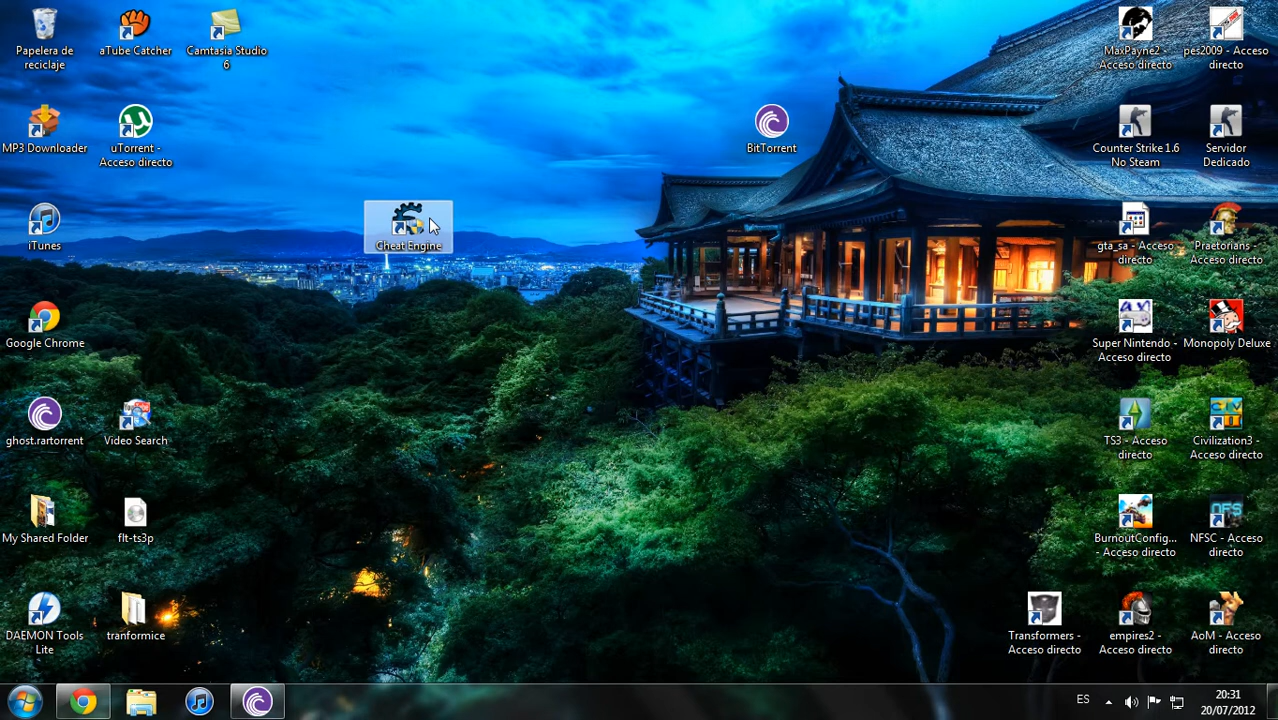 Papelera de
reciclaje
aTube Catcher
Camtasia Studio
6
MaxPayne2 -
Acceso directo
pes2009 - Acceso
directo
MP3 Downloader
uTorrent -
Acceso directo
BitTorrent
Counter Strike 1.6
No Steam
Servidor
Dedicado
iTunes
Cheat Engine
gta_sa - Acceso
directo
Praetorians -
Acceso directo
Google Chrome
Super Nintendo -
Acceso directo
Monopoly Deluxe
ghost.rartorrent
Video Search
TS3 - Acceso
directo
Civilization3 -
Acceso directo
My Shared Folder
flt-ts3p
BurnoutConfig...
- Acceso directo
NFS
NFSC - Acceso
directo
DAEMON Tools
Lite
tranformice
Transformers -
Acceso directo
empires2 -
Acceso directo
AoM - Acceso
directo
ES
20:31
20/07/2012